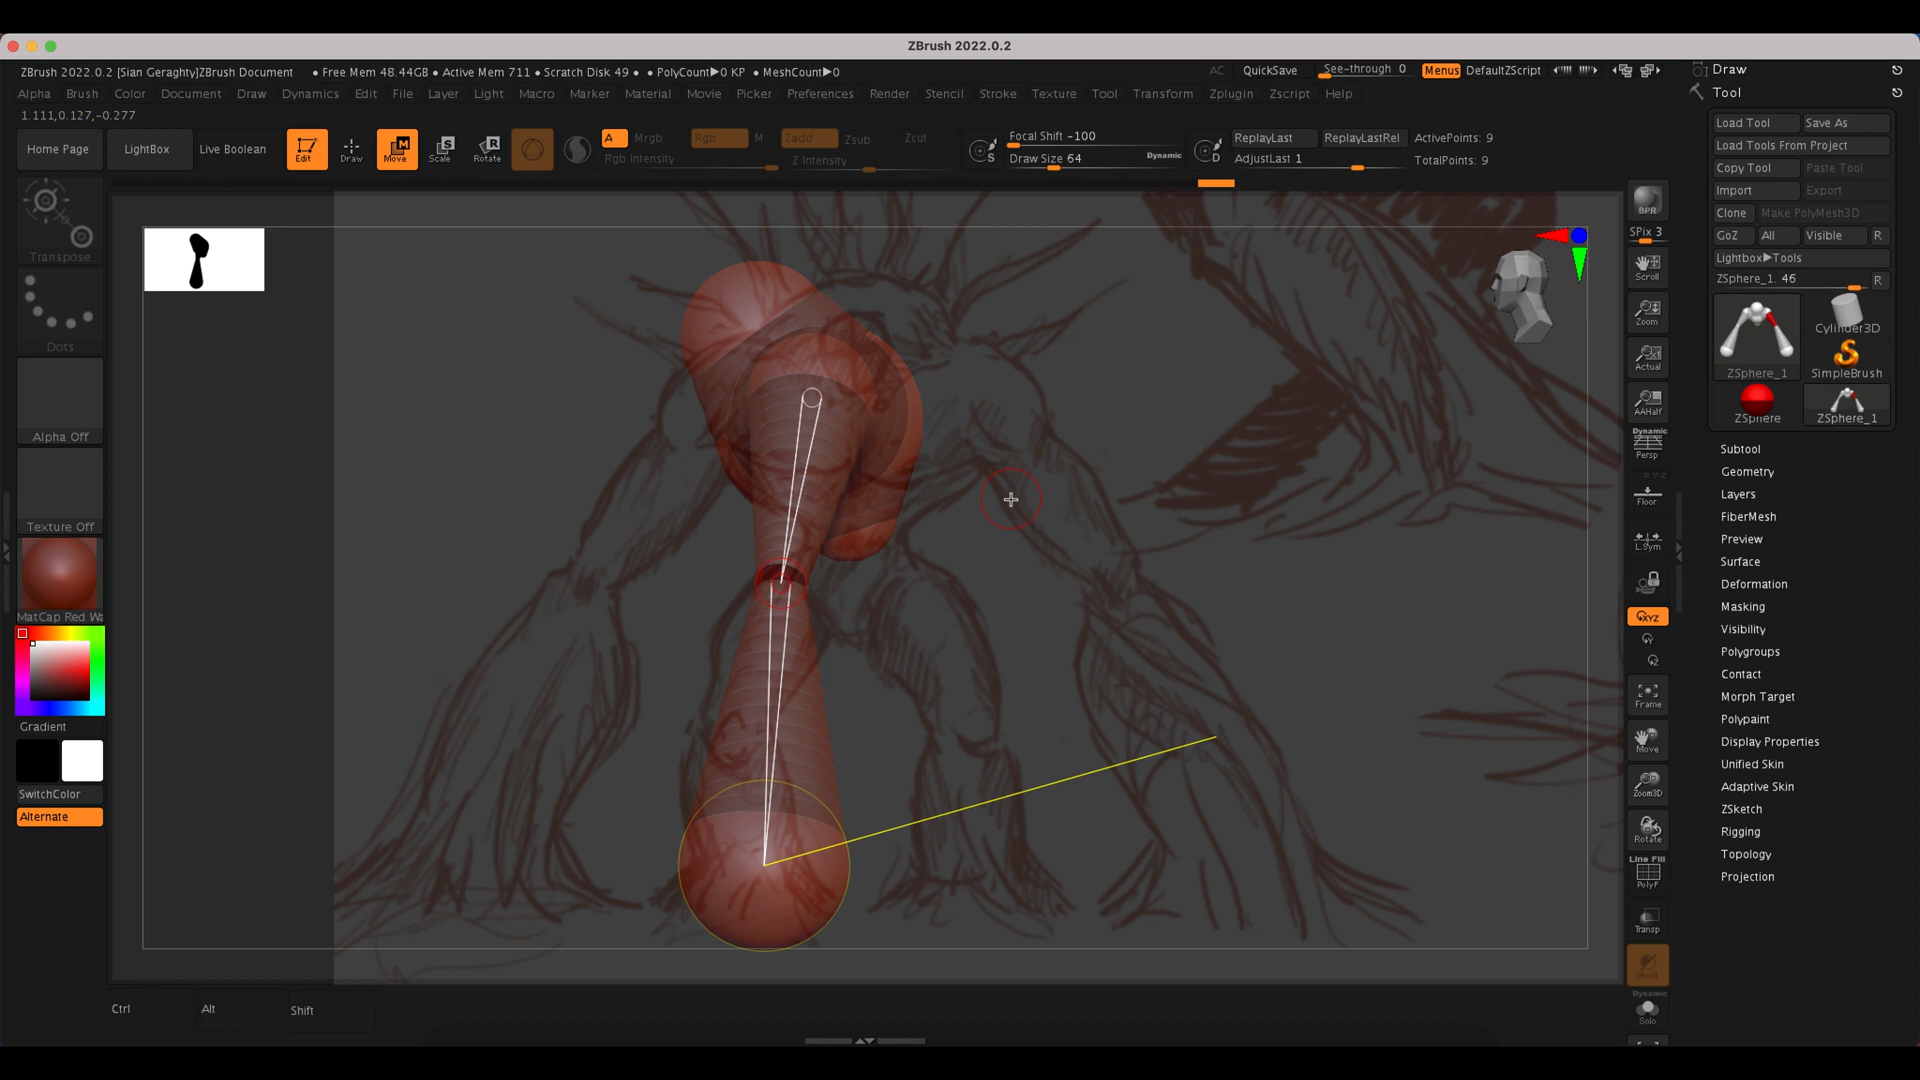 ZBrush 2022.0.2
ZBrush 2022.0.2 [Sian Geraghty]ZBrush Document • Free Mem 48.44GB • Active Mem 711 • Scratch Disk 49 • • PolyCount▶0 KP • MeshCount▶0
AC QuickSave See-through 0 Menus DefaultZScript
Alpha Brush Color Document Draw Dynamics Edit File Layer Light Macro Marker Material Movie Picker Preferences Render Stencil Stroke Texture Tool Transform Zplugin Zscript Help
1.111,0.127,-0.277
Home Page LightBox Live Boolean
Edit Draw Move Scale Rotate
M S R
A Mrgb Rgb M Zadd Zsub Zcut
Rgb Intensity Z Intensity
S Focal Shift -100
Draw Size 64 Dynamic
D ReplayLast ReplayLastRel ActivePoints: 9
AdjustLast 1 TotalPoints: 9
Transpose
Dots
Alpha Off
Texture Off
MatCap Red Wa
Gradient
SwitchColor
Alternate
Ctrl Alt Shift
BPR
SPix 3
Scroll
Zoom
Actual
AAHalf
Dynamic
Persp
Floor
L.Sym
XYZ
Y
Z
Frame
Move
Zoom3D
Rotate
Line Fill
PolyF
Transp
Ghost
Dynamic
Solo
Draw
Tool
Load Tool Save As
Load Tools From Project
Copy Tool Paste Tool
Import Export
Clone Make PolyMesh3D
GoZ All Visible R
Lightbox▶Tools
ZSphere_1. 46 R
ZSphere_1 Cylinder3D
SimpleBrush
ZSphere ZSphere_1
Subtool
Geometry
Layers
FiberMesh
Preview
Surface
Deformation
Masking
Visibility
Polygroups
Contact
Morph Target
Polypaint
Display Properties
Unified Skin
Adaptive Skin
ZSketch
Rigging
Topology
Projection